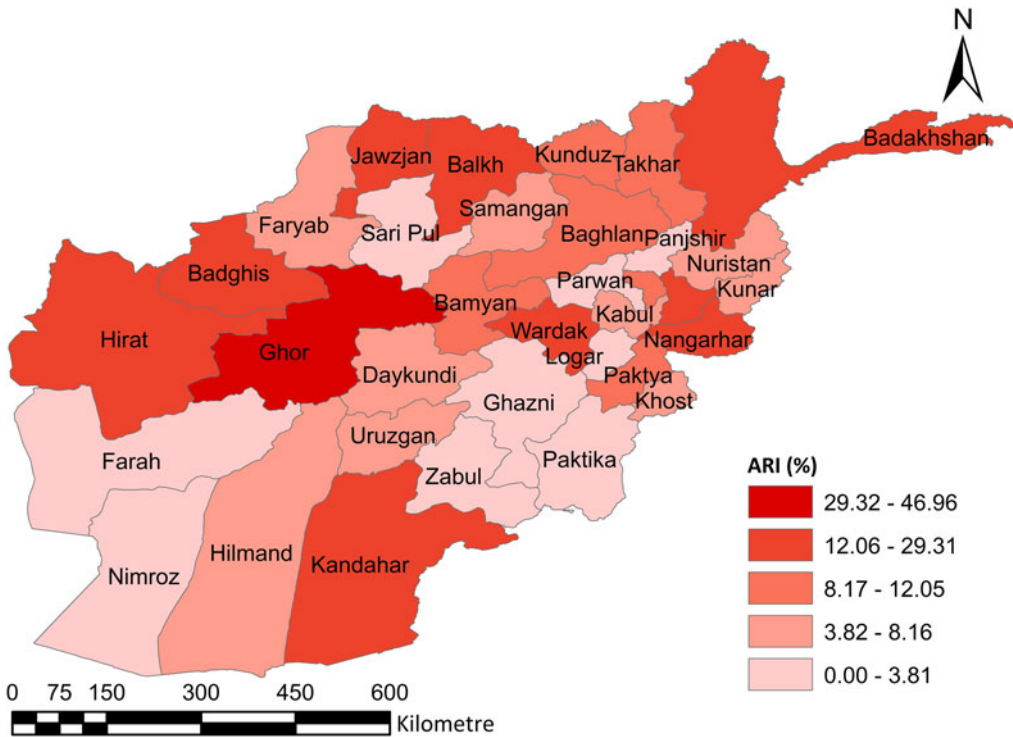 N
Badakhshan
Jawzjan
Balkh
Kunduz
Takhar
Samangan
Faryab
Sari Pul
Baghlan
Panjshir
Badghis
Nuristan
Parwan
Kunar
Bamyan
Kabul
Hirat
Wardak
Nangarhar
Ghor
Logar
Daykundi
Paktya
Ghazni
Khost
Uruzgan
Farah
Zabul
Paktika
Hilmand
Kandahar
Nimroz
ARI (%)
29.32 - 46.96
12.06 - 29.31
8.17 - 12.05
3.82 - 8.16
0.00 - 3.81
0 75 150 300 450 600
Kilometre